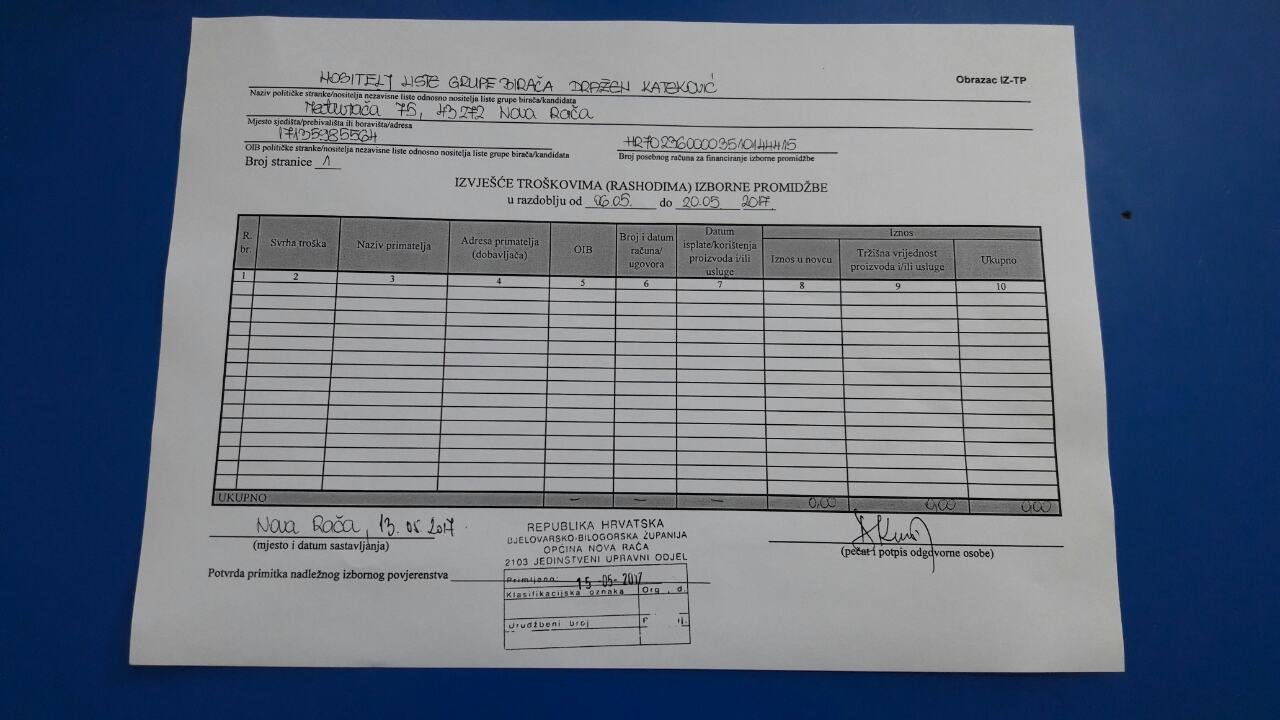 Obrazac IZ-TP
NOSITELJ LISTE GRUPE BIRAČA DRAŽEN KATEKOVIĆ
Naziv političke stranke/nositelja nezavisne liste odnosno nositelja liste grupe birača/kandidata
75, 43272 Nova Rača
Mjesto sjedišta/prebivališta ili boravišta/adresa
17135985564
HR7023600003510144415
OIB političke stranke/nositelja nezavisne liste odnosno nositelja liste grupe birača/kandidata
Broj posebnog računa za financiranje izborne promidžbe
Broj stranice 1
IZVJEŠĆE TROŠKOVIMA (RASHODIMA) IZBORNE PROMIDŽBE
u razdoblju od 06.05. do 20.05 2017.
R. br.
Svrha troška
Naziv primatelja
Adresa primatelja (dobavljača)
OIB
Broj i datum računa/ ugovora
Datum isplate/korištenja proizvoda i/ili usluge
Iznos
Iznos u novcu
Tržišna vrijednost proizvoda i/ili usluge
Ukupno
1 2 3 4 5 6 7 8 9 10
UKUPNO – – – 0,00 0,00 0,00
Nova Rača, 13.05.2017.
(mjesto i datum sastavljanja)
(pečat i potpis odgovorne osobe)
REPUBLIKA HRVATSKA
BJELOVARSKO-BILOGORSKA ŽUPANIJA
OPĆINA NOVA RAČA
2103 JEDINSTVENI UPRAVNI ODJEL
Potvrda primitka nadležnog izbornog povjerenstva
Primljeno: 15-05-2017
Klasifikacijska oznaka Org. d.
Urudžbeni broj